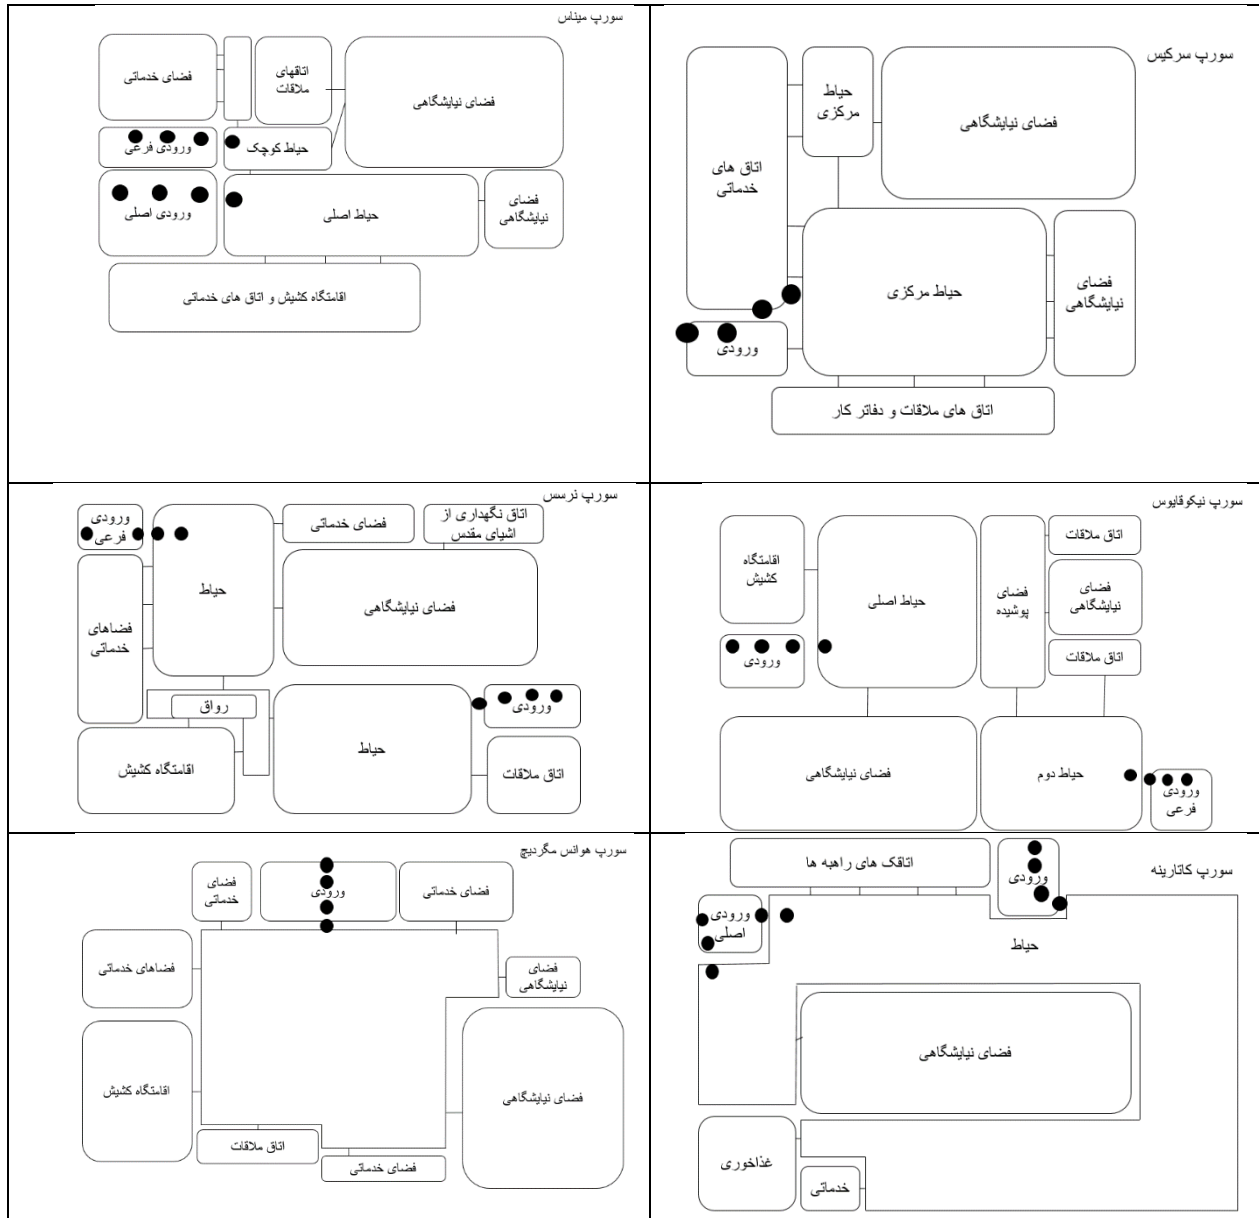 سورپ میناس
فضای خدماتی
اتاقهای
ملاقات
فضای نیایشگاهی
ورودی فرعی
حیاط کوچک
ورودی اصلی
حیاط اصلی
فضای
نیایشگاهی
اقامتگاه کشیش و اتاق های خدماتی
سورپ سرکیس
حیاط
مرکزی
فضای نیایشگاهی
اتاق های
خدماتی
حیاط مرکزی
فضای
نیایشگاهی
ورودی
اتاق های ملاقات و دفاتر کار
سورپ نرسس
ورودی
فرعی
فضای خدماتی
اتاق نگهداری از
اشیای مقدس
حیاط
فضای نیایشگاهی
فضاهای
خدماتی
رواق
ورودی
اقامتگاه کشیش
حیاط
اتاق ملاقات
سورپ نیکوقایوس
اقامتگاه
کشیش
حیاط اصلی
فضای
پوشیده
اتاق ملاقات
فضای
نیایشگاهی
ورودی
اتاق ملاقات
فضای نیایشگاهی
حیاط دوم
ورودی
فرعی
سورپ هوانس مگردیچ
فضای
خدماتی
ورودی
فضای خدماتی
فضاهای خدماتی
فضای
نیایشگاهی
اقامتگاه کشیش
فضای نیایشگاهی
اتاق ملاقات
فضای خدماتی
سورپ کاتارینه
اتاقک های راهبه ها
ورودی
ورودی
اصلی
حیاط
فضای نیایشگاهی
غذاخوری
خدماتی